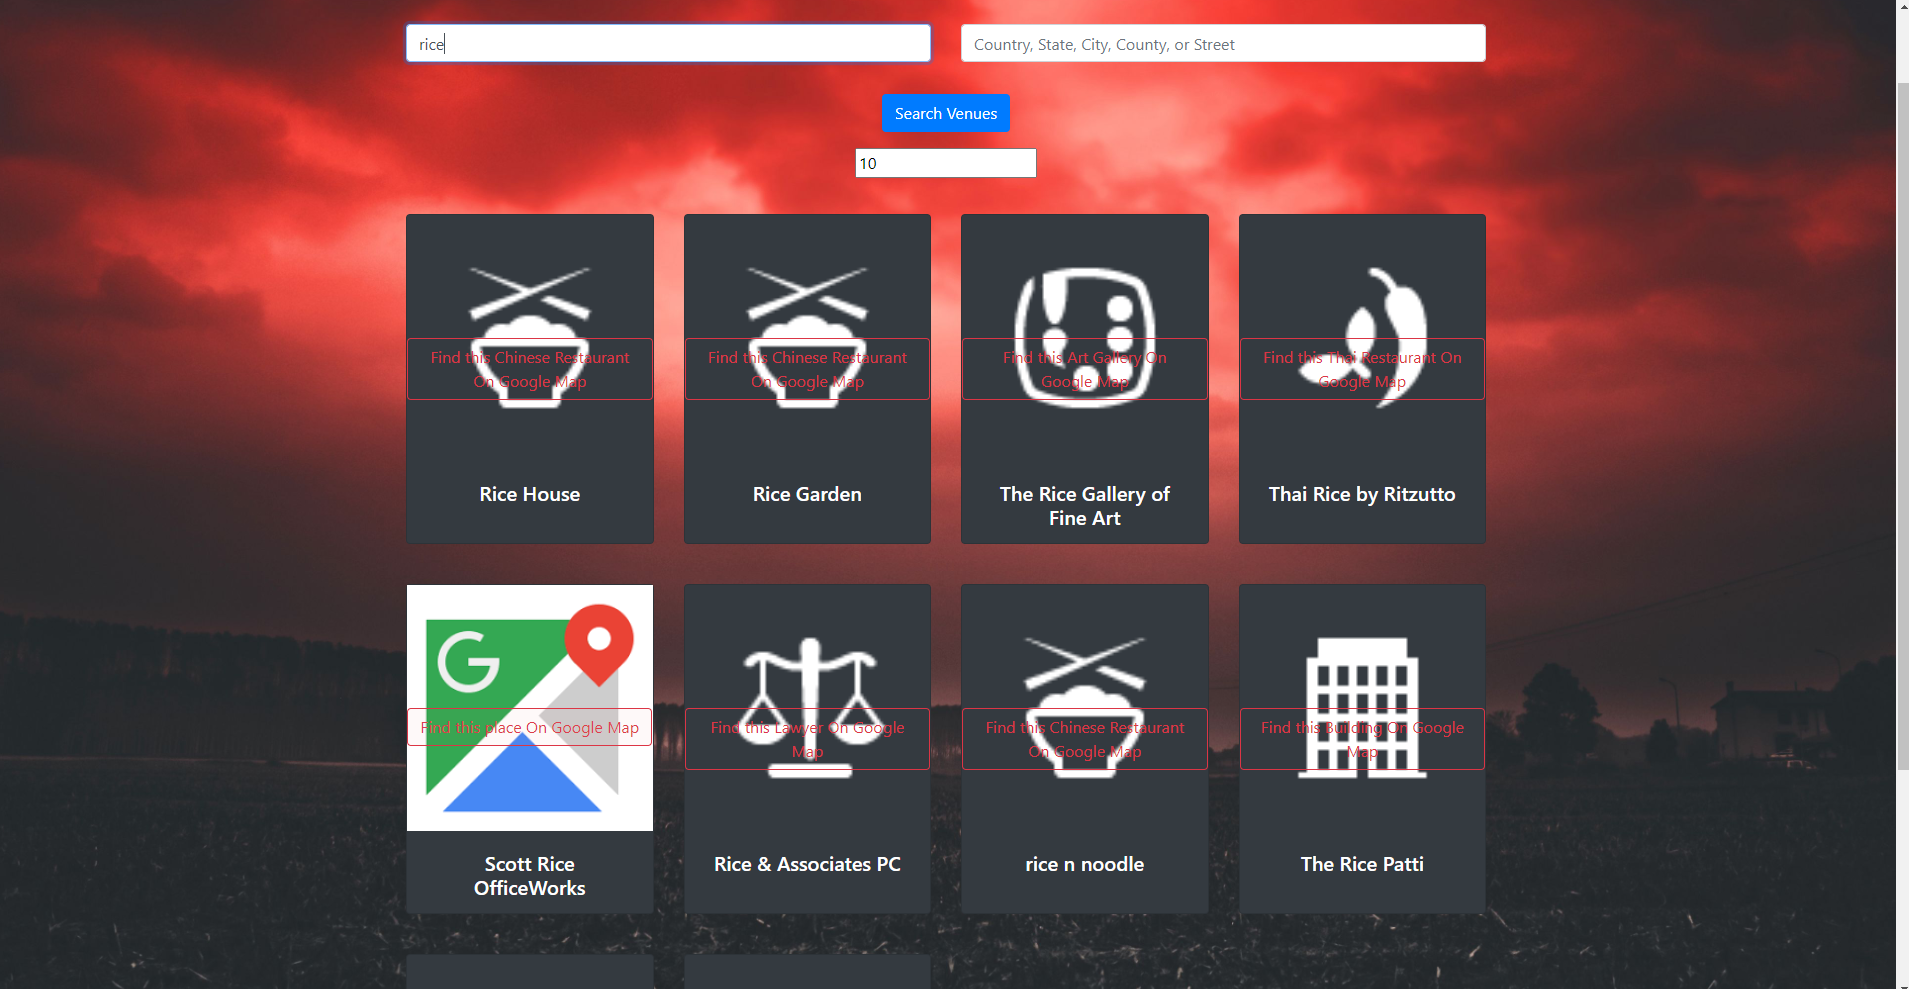 rice
Country, State, City, County, or Street
Search Venues
10
Find this Chinese Restaurant
On Google Map
Rice House
Find this Chinese Restaurant
On Google Map
Rice Garden
Find this Art Gallery On
Google Map
The Rice Gallery of
Fine Art
Find this Thai Restaurant On
Google Map
Thai Rice by Ritzutto
G
Find this place On Google Map
Scott Rice
OfficeWorks
Find this Lawyer On Google
Map
Rice & Associates PC
Find this Chinese Restaurant
On Google Map
rice n noodle
Find this Building On Google
Map
The Rice Patti